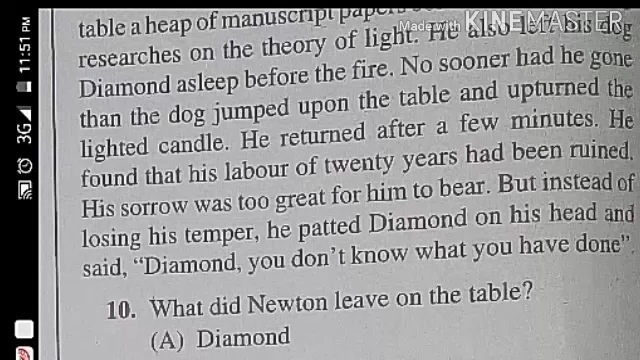 table a heap of manuscript papers
Made with KINEMASTER
researches on the theory of light. He also left his dog
Diamond asleep before the fire. No sooner had he gone
than the dog jumped upon the table and upturned the
lighted candle. He returned after a few minutes. He
found that his labour of twenty years had been ruined.
His sorrow was too great for him to bear. But instead of
losing his temper, he patted Diamond on his head and
said, “Diamond, you don’t know what you have done”.
10. What did Newton leave on the table?
(A) Diamond
3G 11:51 PM